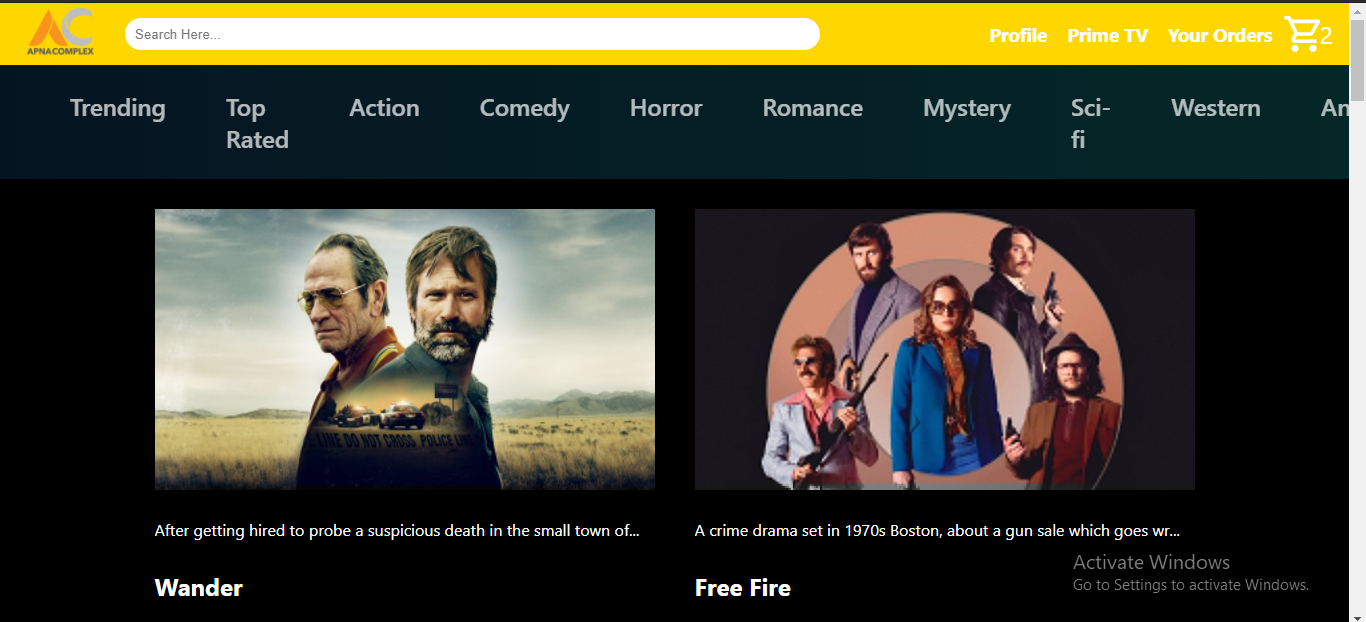 APNACOMPLEX
Search Here...
Profile
Prime TV
Your Orders
2
Trending
Top
Rated
Action
Comedy
Horror
Romance
Mystery
Sci-
fi
Western
An
LINE DO NOT CROSS POLICE LINE
After getting hired to probe a suspicious death in the small town of...
A crime drama set in 1970s Boston, about a gun sale which goes wr...
Wander
Free Fire
Activate Windows
Go to Settings to activate Windows.